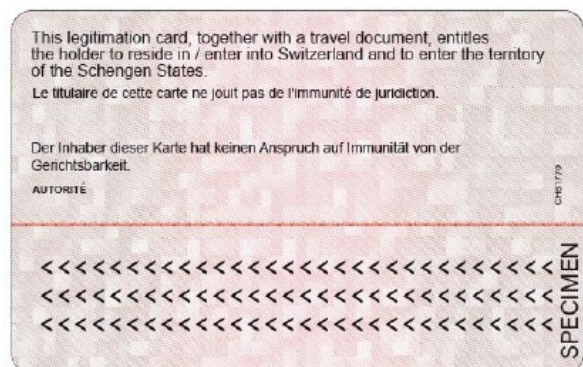 This legitimation card, together with a travel document, entitles
the holder to reside in / enter into Switzerland and to enter the territory
of the Schengen States.
Le titulaire de cette carte ne jouit pas de l'immunité de juridiction.
Der Inhaber dieser Karte hat keinen Anspruch auf Immunität von der
Gerichtsbarkeit.
AUTORITÉ
CH61779
<<<<<<<<<<<<<<<<<<<<<<<<<<<<<<
<<<<<<<<<<<<<<<<<<<<<<<<<<<<<<
<<<<<<<<<<<<<<<<<<<<<<<<<<<<<<
SPECIMEN